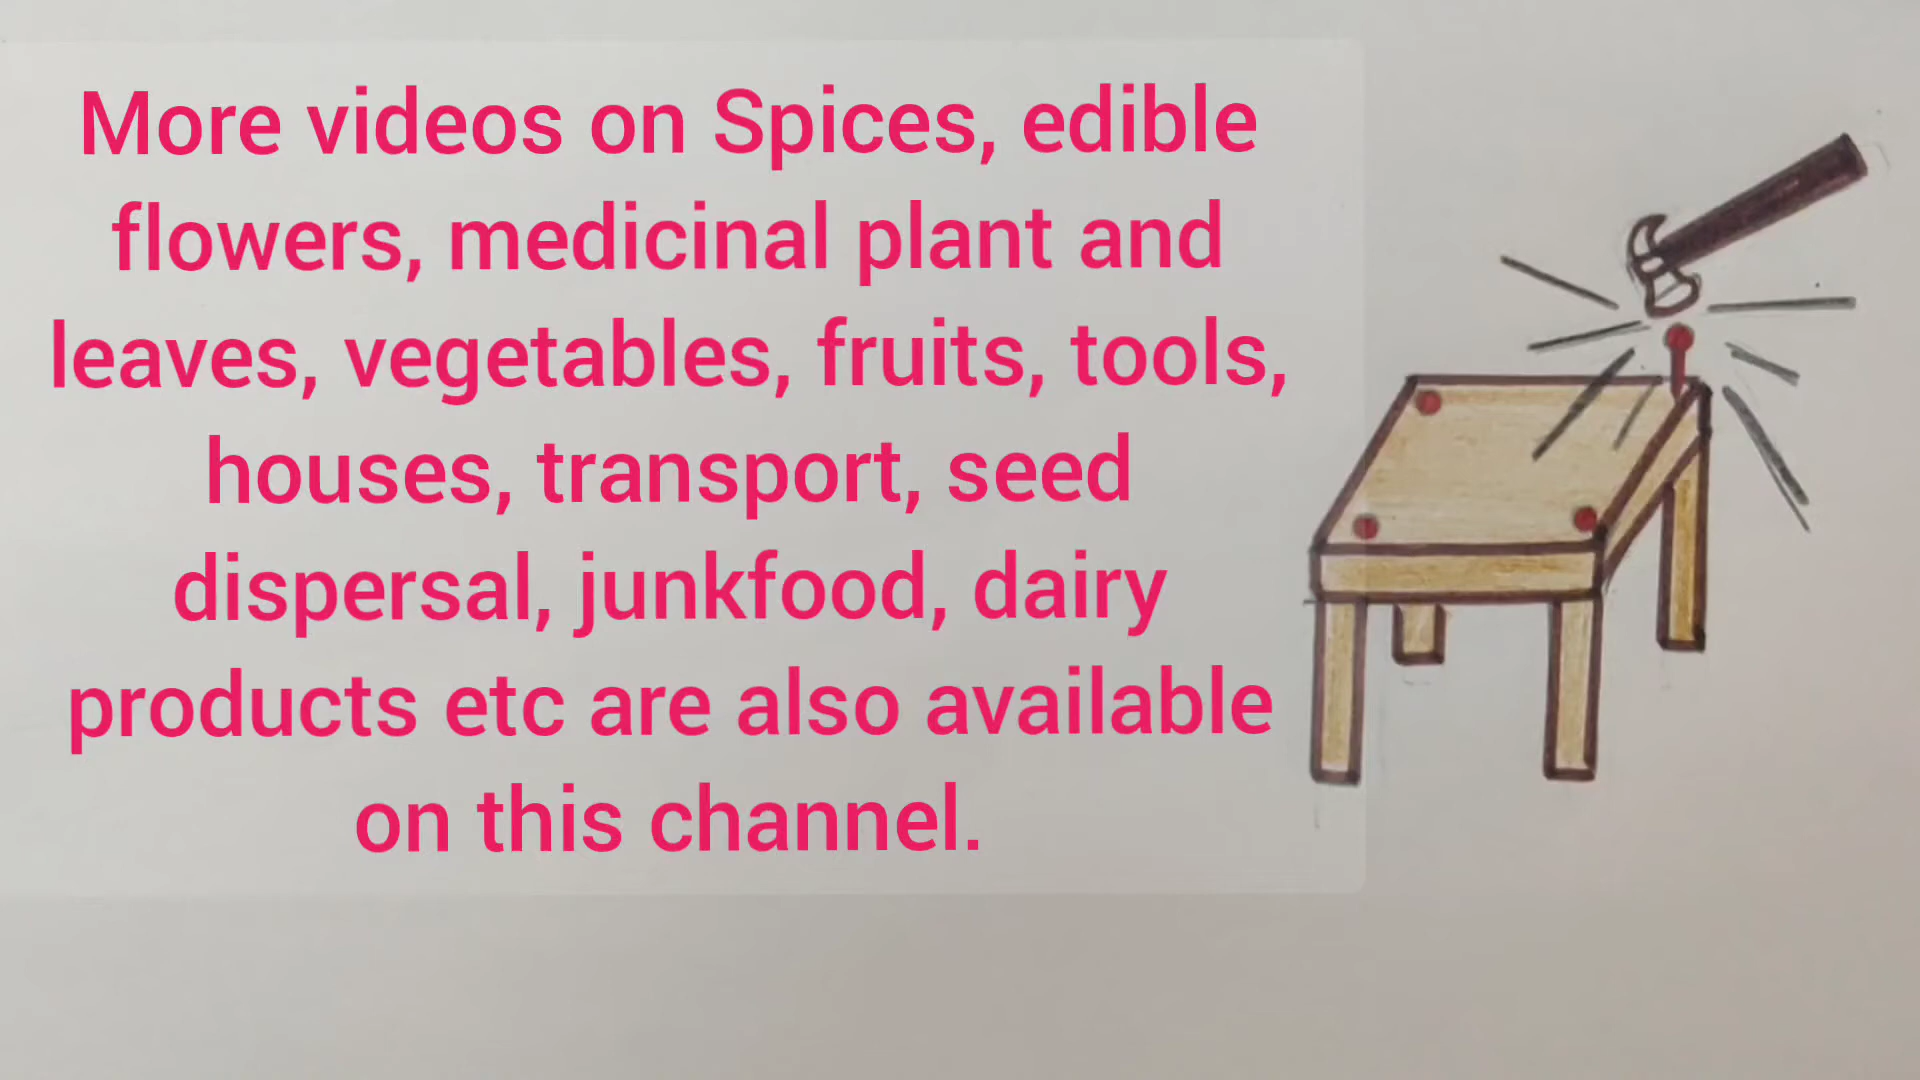 More videos on Spices, edible
flowers, medicinal plant and
leaves, vegetables, fruits, tools,
houses, transport, seed
dispersal, junkfood, dairy
products etc are also available
on this channel.